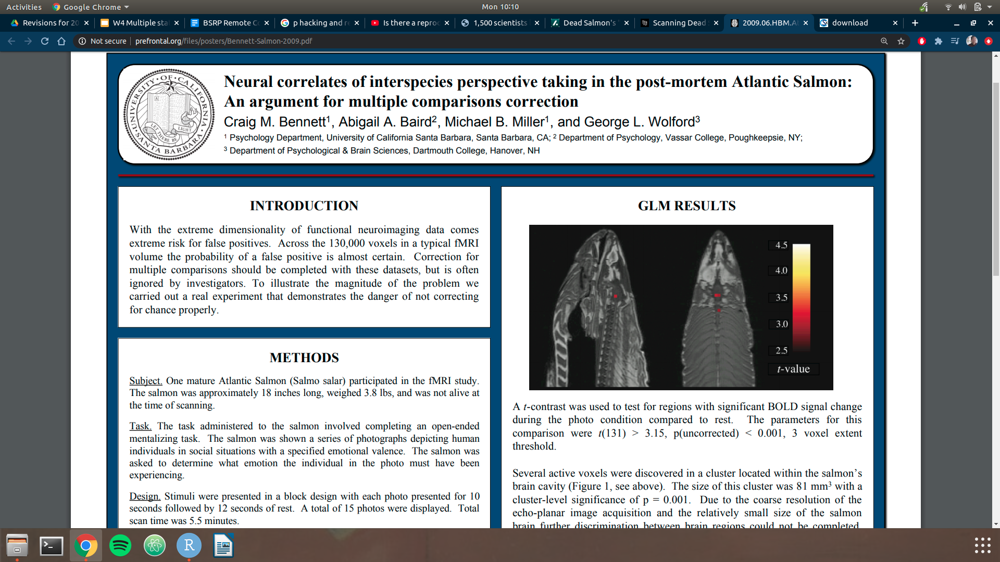 Activities
Google Chrome
Mon 10:10
Revisions for 20
W4 Multiple sta
BSRP Remote Co
p hacking and re
Is there a reproc
1,500 scientists
Dead Salmon's
Scanning Dead S
2009.06.HBM.A
download
Not secure
prefrontal.org/files/posters/Bennett-Salmon-2009.pdf
UNIVERSITY·OF·CALIFORNIA·
SANTA BARBARA
LET THERE BE LIGHT
Neural correlates of interspecies perspective taking in the post-mortem Atlantic Salmon:
An argument for multiple comparisons correction
Craig M. Bennett1, Abigail A. Baird2, Michael B. Miller1, and George L. Wolford3
1 Psychology Department, University of California Santa Barbara, Santa Barbara, CA; 2 Department of Psychology, Vassar College, Poughkeepsie, NY;
3 Department of Psychological & Brain Sciences, Dartmouth College, Hanover, NH
INTRODUCTION
With the extreme dimensionality of functional neuroimaging data comes
extreme risk for false positives. Across the 130,000 voxels in a typical fMRI
volume the probability of a false positive is almost certain. Correction for
multiple comparisons should be completed with these datasets, but is often
ignored by investigators. To illustrate the magnitude of the problem we
carried out a real experiment that demonstrates the danger of not correcting
for chance properly.
METHODS
Subject. One mature Atlantic Salmon (Salmo salar) participated in the fMRI study.
The salmon was approximately 18 inches long, weighed 3.8 lbs, and was not alive at
the time of scanning.
Task. The task administered to the salmon involved completing an open-ended
mentalizing task. The salmon was shown a series of photographs depicting human
individuals in social situations with a specified emotional valence. The salmon was
asked to determine what emotion the individual in the photo must have been
experiencing.
Design. Stimuli were presented in a block design with each photo presented for 10
seconds followed by 12 seconds of rest. A total of 15 photos were displayed. Total
scan time was 5.5 minutes.
GLM RESULTS
4.5
4.0
3.5
3.0
2.5
t-value
A t-contrast was used to test for regions with significant BOLD signal change
during the photo condition compared to rest. The parameters for this
comparison were t(131) > 3.15, p(uncorrected) < 0.001, 3 voxel extent
threshold.
Several active voxels were discovered in a cluster located within the salmon's
brain cavity (Figure 1, see above). The size of this cluster was 81 mm3 with a
cluster-level significance of p = 0.001. Due to the coarse resolution of the
echo-planar image acquisition and the relatively small size of the salmon
brain further discrimination between brain regions could not be completed.